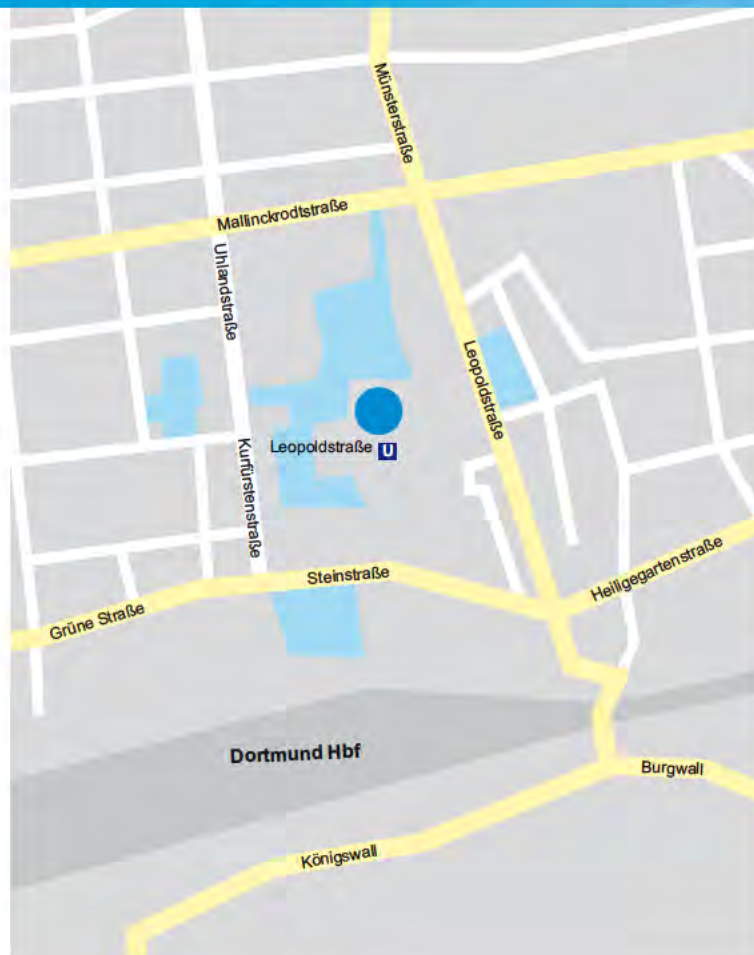 Münsterstraße
Mallinckrodtstraße
Uhlandstraße
Leopoldstraße
Leopoldstraße U
Kurfürstenstraße
Steinstraße
Heiligegartenstraße
Grüne Straße
Dortmund Hbf
Burgwall
Königswall